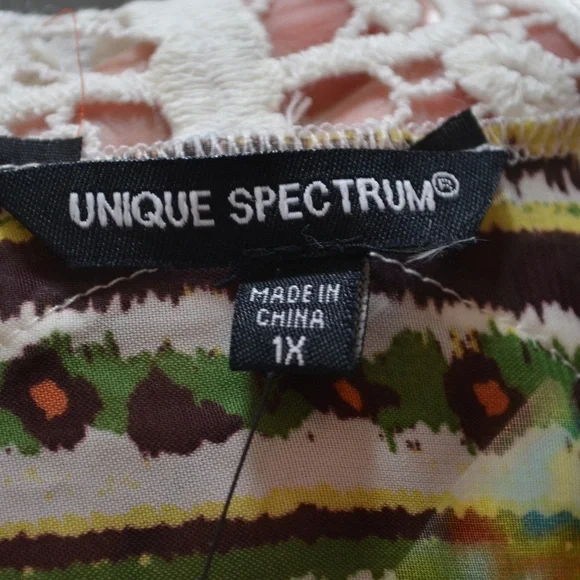 UNIQUE SPECTRUM®
MADE IN
CHINA
1X